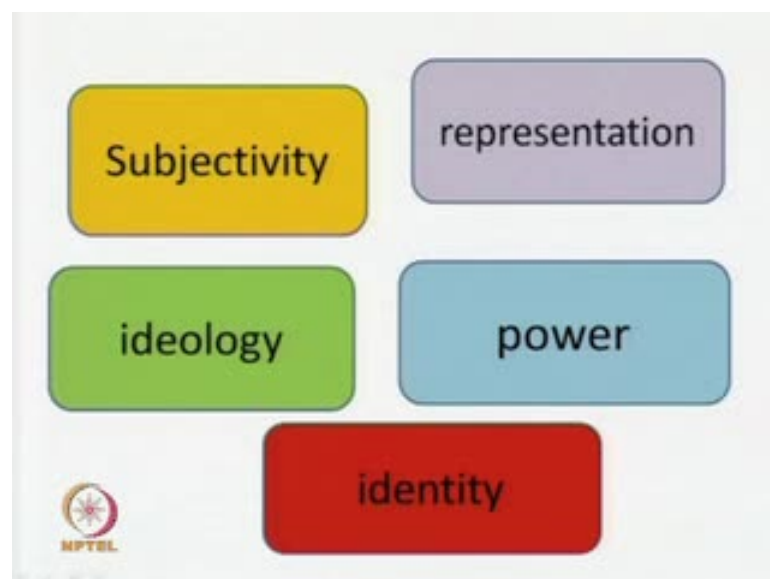 Subjectivity
representation
ideology
power
identity
NPTEL